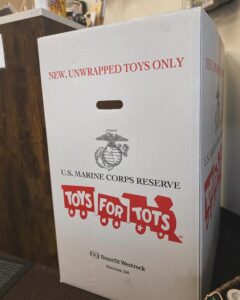 NEW, UNWRAPPED TOYS ONLY
U.S. MARINE CORPS RESERVE
TOYS FOR TOTS
Smurfit Westrock